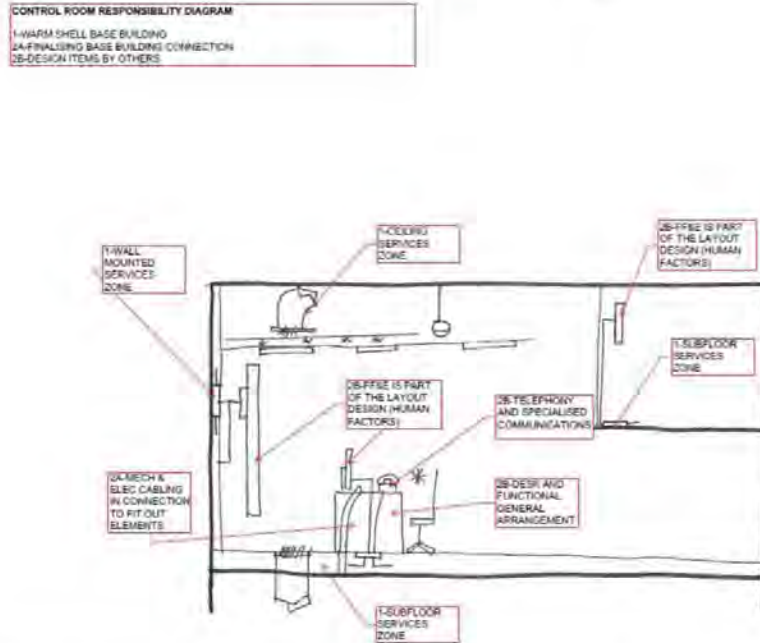 CONTROL ROOM RESPONSIBILITY DIAGRAM
1-WARM SHELL BASE BUILDING
2A-FINALISING BASE BUILDING CONNECTION
2B-DESIGN ITEMS BY OTHERS
1-CEILING
SERVICES
ZONE
2B-FF&E IS PART
OF THE LAYOUT
DESIGN (HUMAN
FACTORS)
1-WALL
MOUNTED
SERVICES
ZONE
1-SUBFLOOR
SERVICES
ZONE
2B-FF&E IS PART
OF THE LAYOUT
DESIGN (HUMAN
FACTORS)
2B-TELEPHONY
AND SPECIALISED
COMMUNICATIONS
2A-MECH &
ELEC CABLING
IN CONNECTION
TO FIT OUT
ELEMENTS
2B-DESK AND
FUNCTIONAL
GENERAL
ARRANGEMENT
1-SUBFLOOR
SERVICES
ZONE